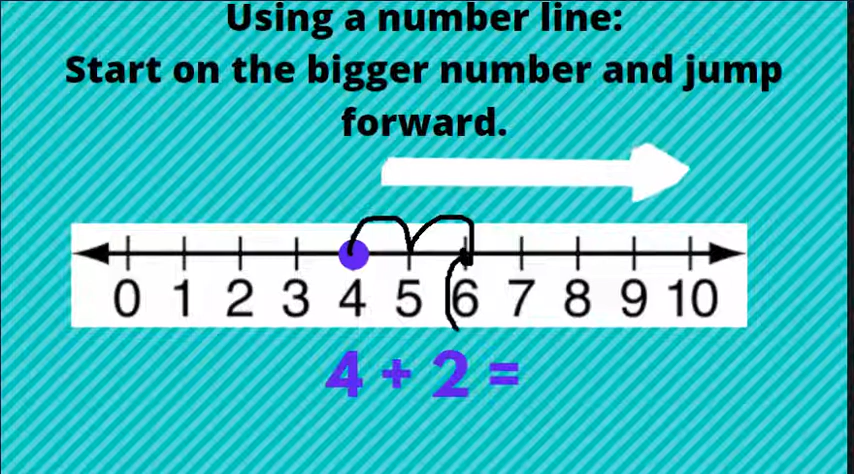 Using a number line:
Start on the bigger number and jump
forward.
0 1 2 3 4 5 6 7 8 9 10
4 + 2 =